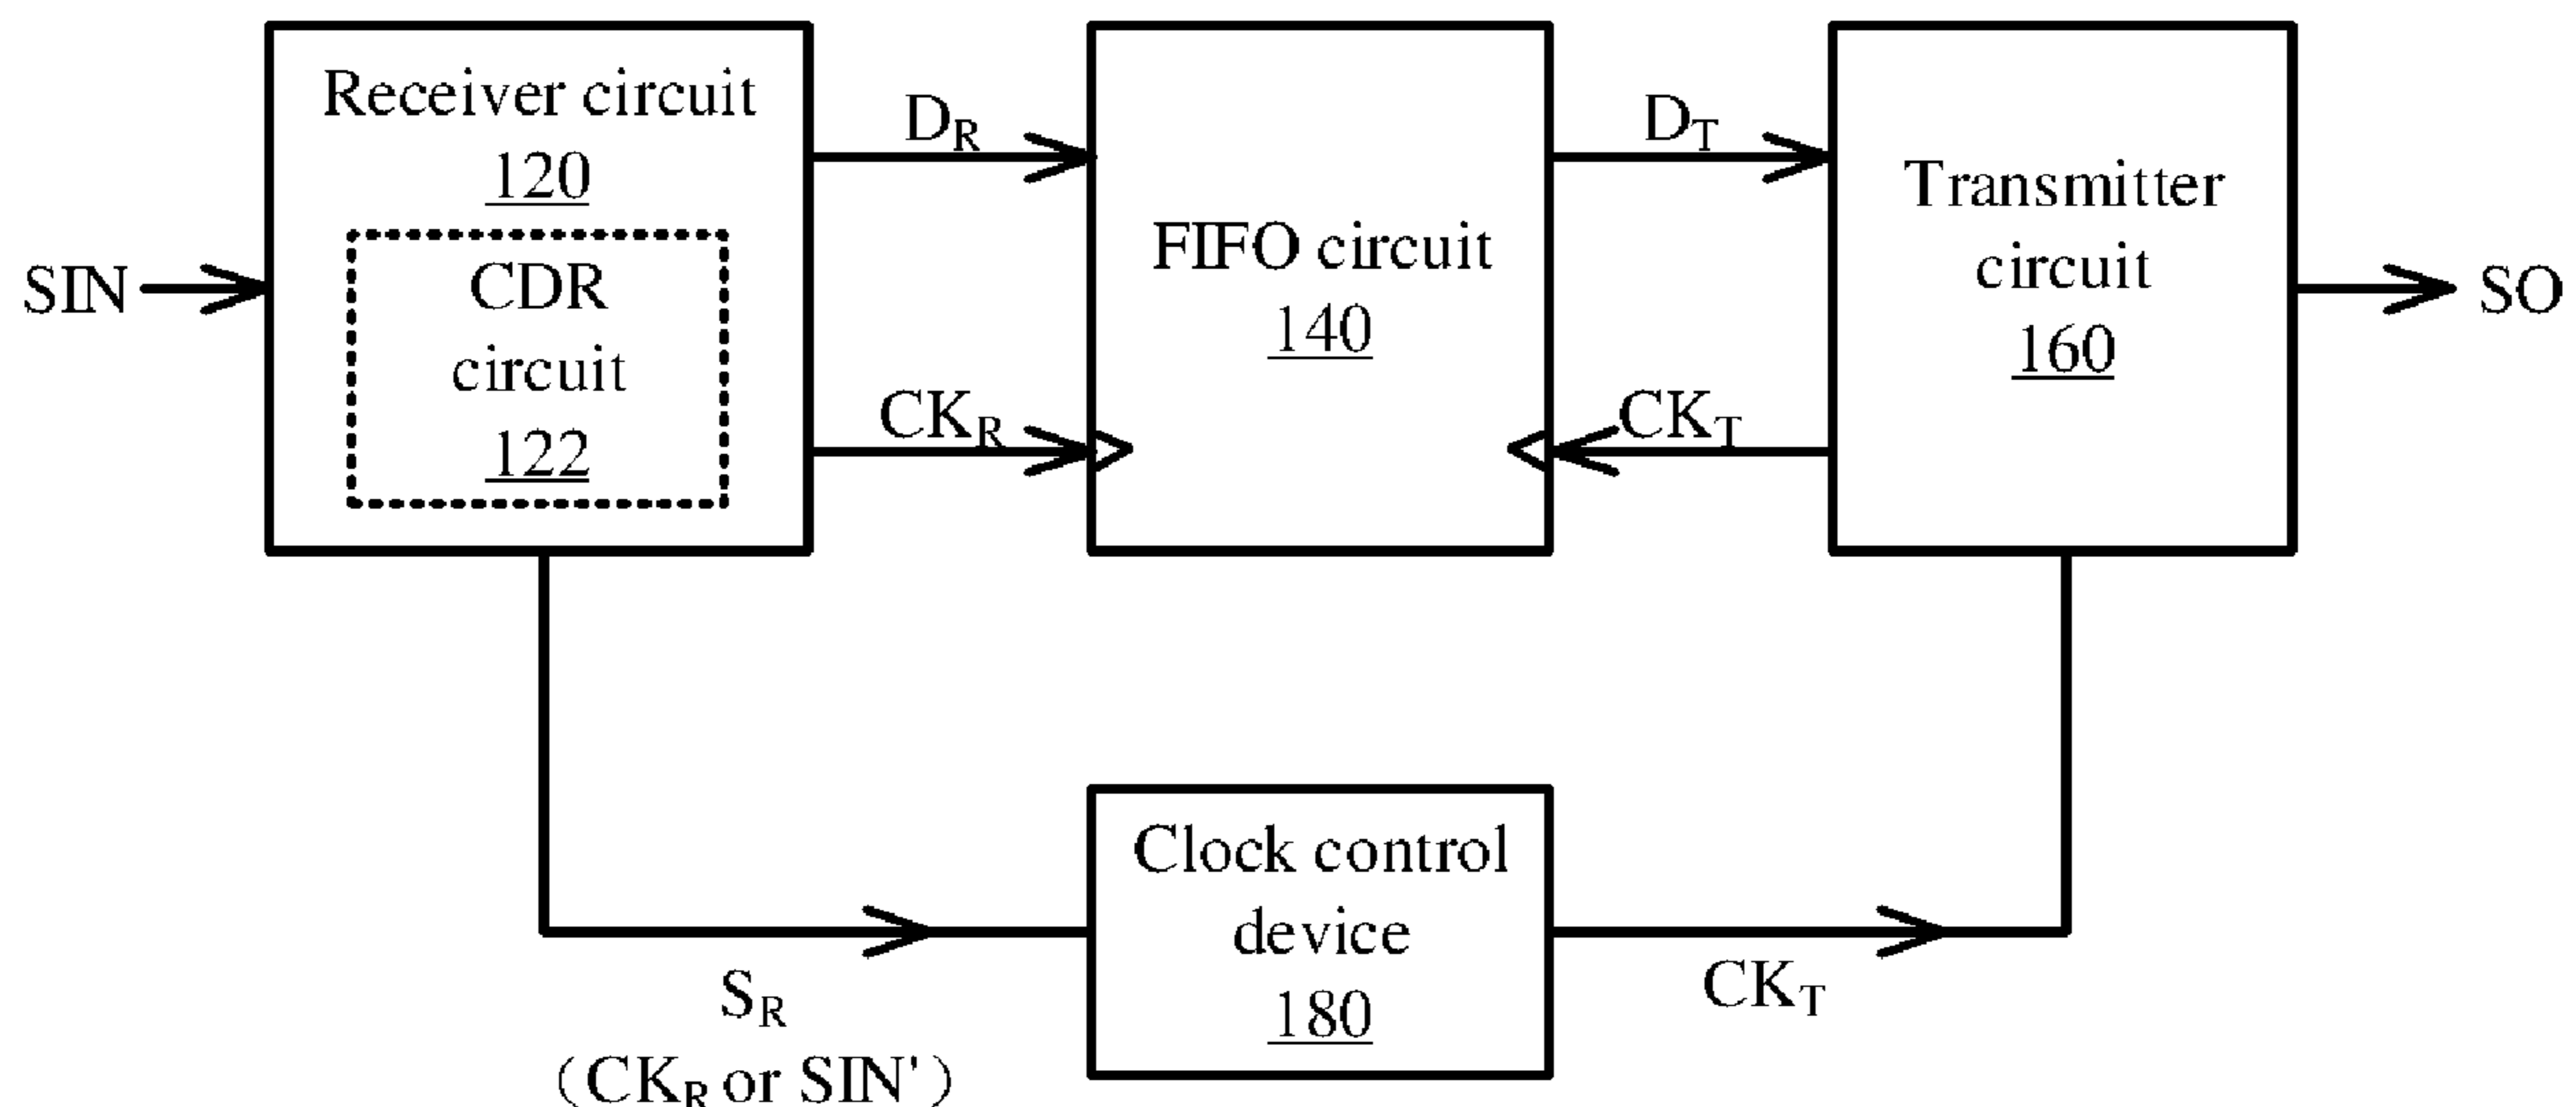 Receiver circuit
120
CDR
circuit
122
SIN
D_R
CK_R
FIFO circuit
140
D_T
CK_T
Transmitter
circuit
160
SO
S_R
(CK_R or SIN')
Clock control
device
180
CK_T